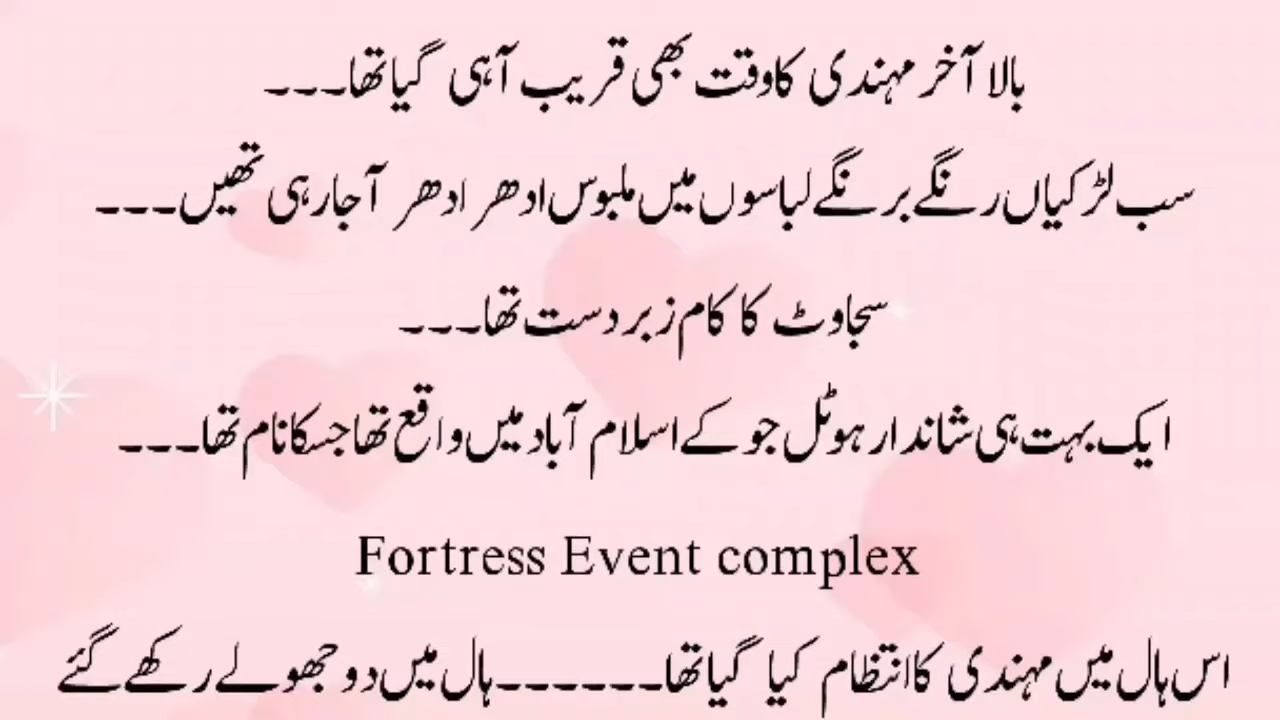 بالا آخر مہندی کا وقت بھی قریب آ ہی گیا تھا۔۔۔
سب لڑکیاں رنگے برنگے لباسوں میں ملبوس ادھر ادھر آ جا رہی تھیں۔۔۔
سجاوٹ کا کام زبردست تھا۔۔۔
ایک بہت ہی شاندار ہوٹل جو کے اسلام آباد میں واقع تھا جسکا نام تھا۔۔۔
Fortress Event complex
اس ہال میں مہندی کا انتظام کیا گیا تھا۔۔۔۔۔۔ہال میں دو جھولے رکھے گئے